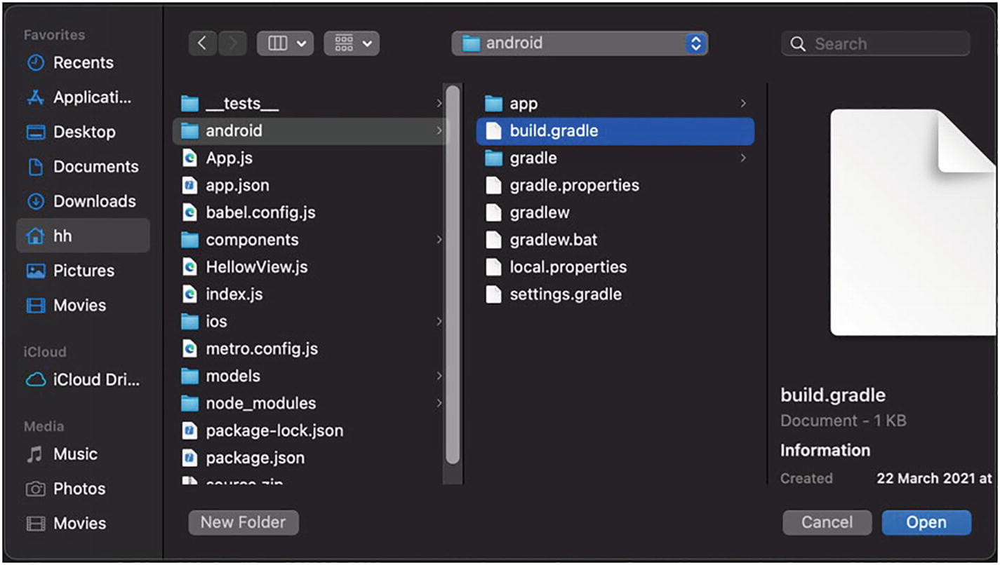 Favorites
Recents
Applicati...
Desktop
Documents
Downloads
hh
Pictures
Movies
iCloud
iCloud Dri...
Media
Music
Photos
Movies
android
Search
__tests__
android
App.js
app.json
babel.config.js
components
HellowView.js
index.js
ios
metro.config.js
models
node_modules
package-lock.json
package.json
source.zip
app
build.gradle
gradle
gradle.properties
gradlew
gradlew.bat
local.properties
settings.gradle
build.gradle
Document - 1 KB
Information
Created 22 March 2021 at
New Folder
Cancel
Open